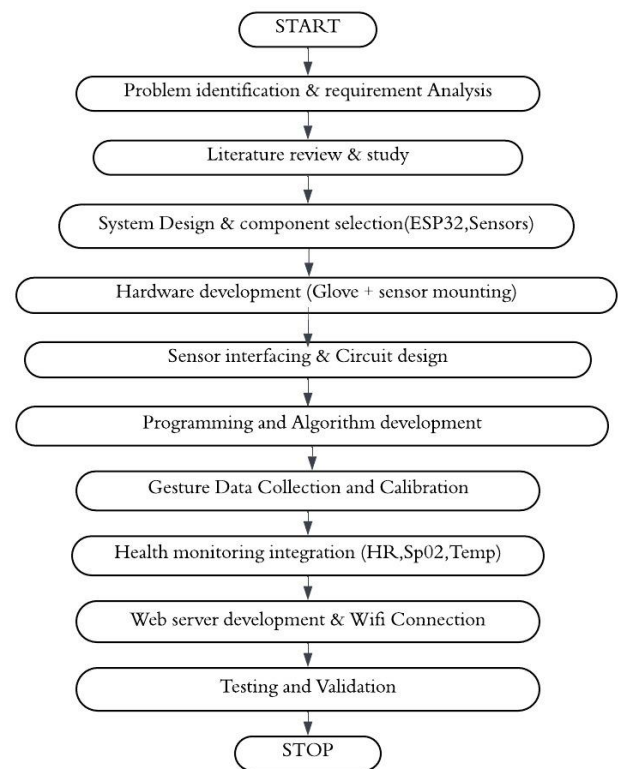 START
Problem identification & requirement Analysis
Literature review & study
System Design & component selection(ESP32,Sensors)
Hardware development (Glove + sensor mounting)
Sensor interfacing & Circuit design
Programming and Algorithm development
Gesture Data Collection and Calibration
Health monitoring integration (HR,Sp02,Temp)
Web server development & Wifi Connection
Testing and Validation
STOP